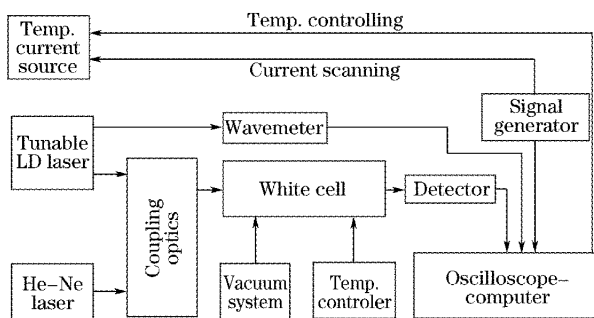 Temp. controlling
Temp.
current
source
Current scanning
Signal
generator
Tunable
LD laser
Wavemeter
Coupling
optics
White cell
Detector
He–Ne
laser
Vacuum
system
Temp.
controler
Oscilloscope–
computer